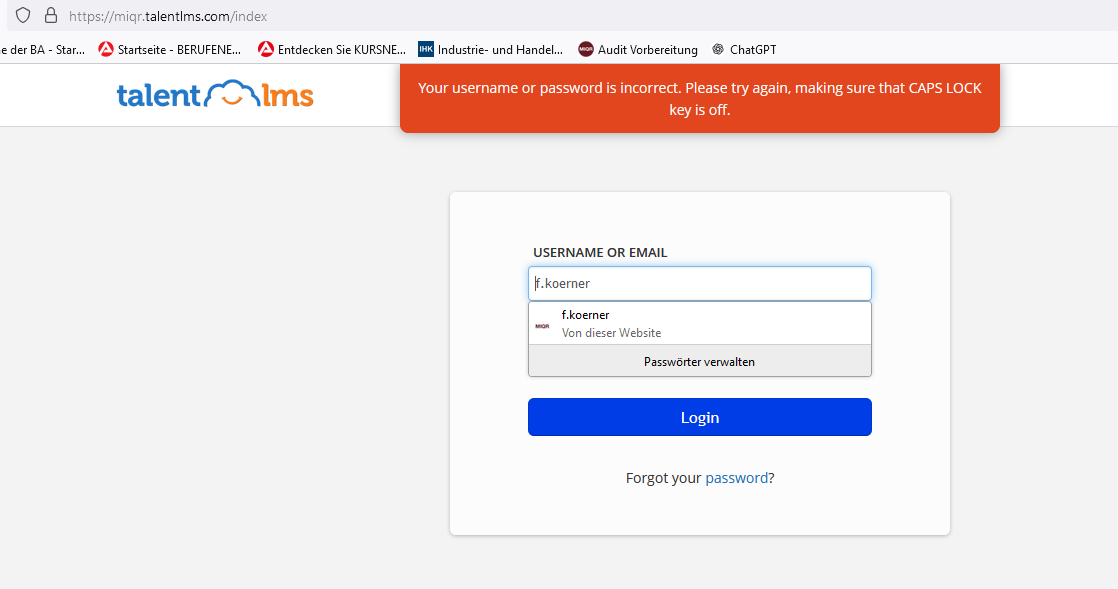 https://miqr.talentlms.com/index
e der BA - Star...
Startseite - BERUFENE...
Entdecken Sie KURSNE...
IHK
Industrie- und Handel...
MIQR
Audit Vorbereitung
ChatGPT
talent lms
Your username or password is incorrect. Please try again, making sure that CAPS LOCK
key is off.
USERNAME OR EMAIL
f.koerner
f.koerner
MIQR
Von dieser Website
Passwörter verwalten
Login
Forgot your password?